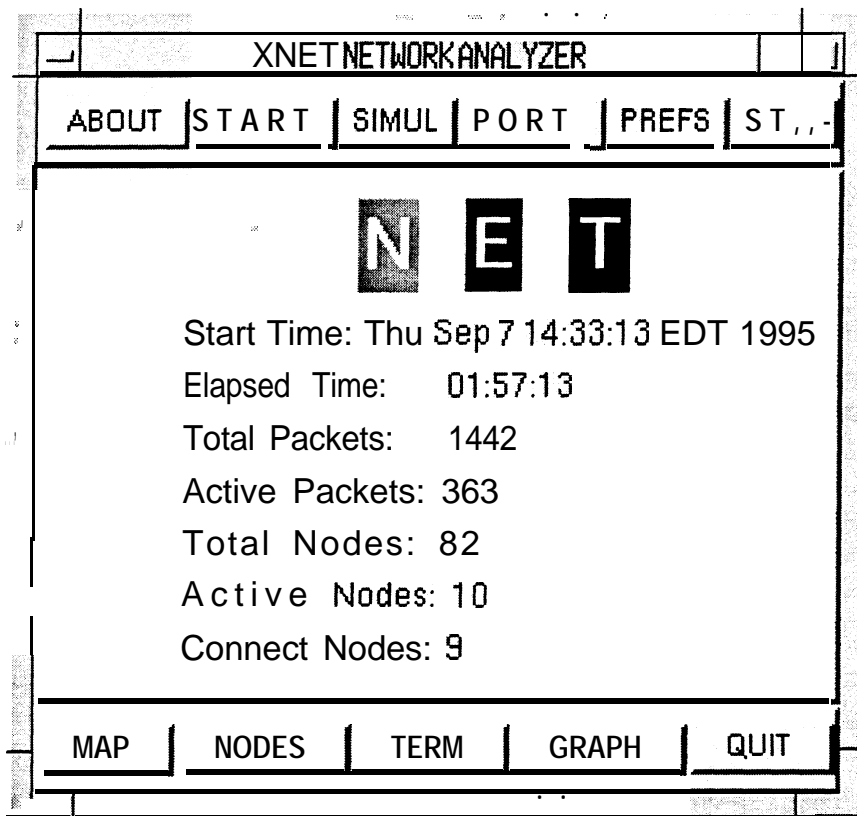 XNET NETWORK ANALYZER
ABOUT START SIMUL PORT PREFS ST,,-
N E T
Start Time: Thu Sep 7 14:33:13 EDT 1995
Elapsed Time: 01:57:13
Total Packets: 1442
Active Packets: 363
Total Nodes: 82
Active Nodes: 10
Connect Nodes: 9
MAP NODES TERM GRAPH QUIT